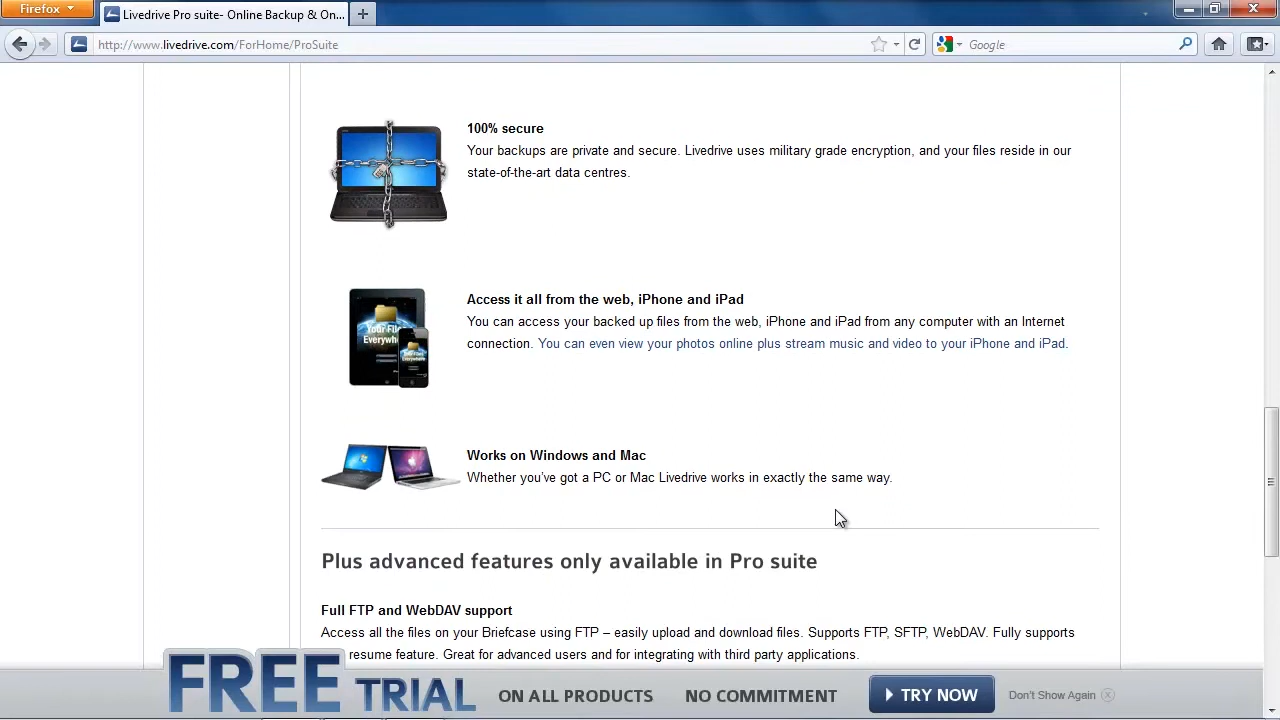 Firefox
Livedrive Pro suite- Online Backup & On...
http://www.livedrive.com/ForHome/ProSuite
Google
100% secure
Your backups are private and secure. Livedrive uses military grade encryption, and your files reside in our
state-of-the-art data centres.
Your Files
Everywhere
Access it all from the web, iPhone and iPad
You can access your backed up files from the web, iPhone and iPad from any computer with an Internet
connection. You can even view your photos online plus stream music and video to your iPhone and iPad.
Works on Windows and Mac
Whether you've got a PC or Mac Livedrive works in exactly the same way.
Plus advanced features only available in Pro suite
Full FTP and WebDAV support
Access all the files on your Briefcase using FTP – easily upload and download files. Supports FTP, SFTP, WebDAV. Fully supports
resume feature. Great for advanced users and for integrating with third party applications.
FREE TRIAL ON ALL PRODUCTS NO COMMITMENT TRY NOW Don't Show Again